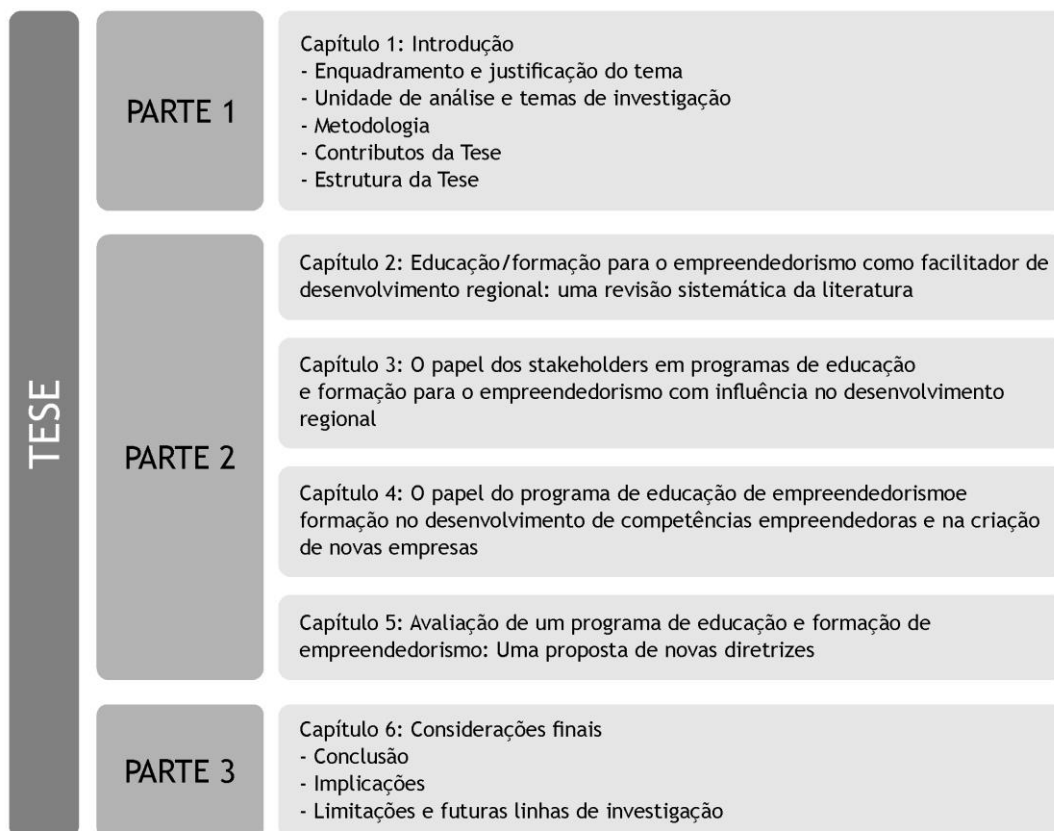 TESE
PARTE 1
Capítulo 1: Introdução
- Enquadramento e justificação do tema
- Unidade de análise e temas de investigação
- Metodologia
- Contributos da Tese
- Estrutura da Tese
PARTE 2
Capítulo 2: Educação/formação para o empreendedorismo como facilitador de
desenvolvimento regional: uma revisão sistemática da literatura
Capítulo 3: O papel dos stakeholders em programas de educação
e formação para o empreendedorismo com influência no desenvolvimento
regional
Capítulo 4: O papel do programa de educação de empreendedorismoe
formação no desenvolvimento de competências empreendedoras e na criação
de novas empresas
Capítulo 5: Avaliação de um programa de educação e formação de
empreendedorismo: Uma proposta de novas diretrizes
PARTE 3
Capítulo 6: Considerações finais
- Conclusão
- Implicações
- Limitações e futuras linhas de investigação